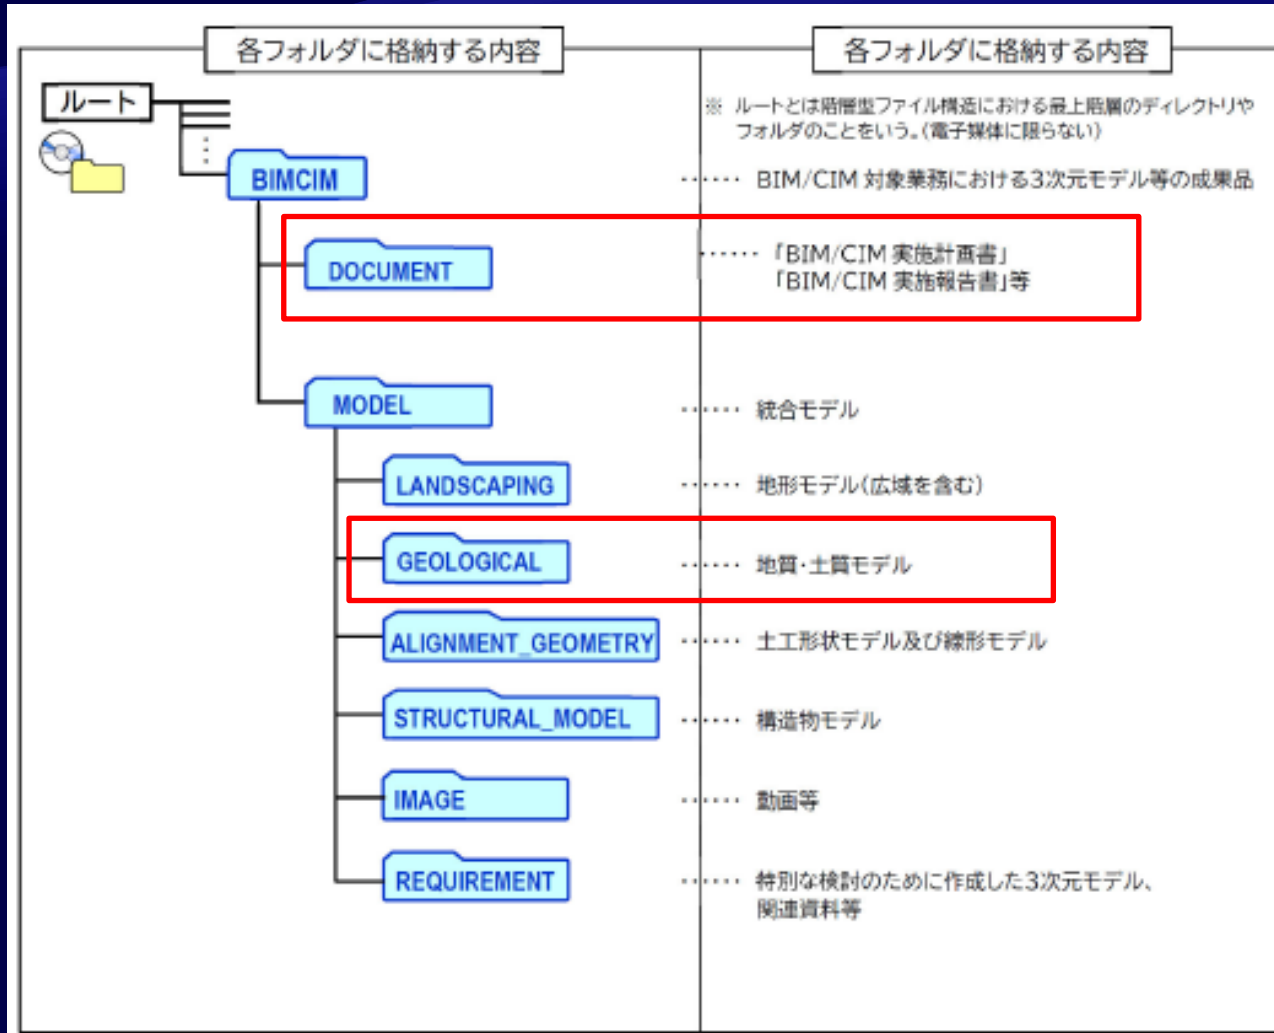 各フォルダに格納する内容
各フォルダに格納する内容
ルート
※ ルートとは階層型ファイル構造における最上階層のディレクトリや
フォルダのことをいう。(電子媒体に限らない)
BIMCIM ‥‥‥ BIM/CIM 対象業務における3次元モデル等の成果品
DOCUMENT ‥‥‥ 「BIM/CIM 実施計画書」
「BIM/CIM 実施報告書」等
MODEL ‥‥‥ 統合モデル
LANDSCAPING ‥‥‥ 地形モデル(広域を含む)
GEOLOGICAL ‥‥‥ 地質・土質モデル
ALIGNMENT_GEOMETRY ‥‥‥ 土工形状モデル及び線形モデル
STRUCTURAL_MODEL ‥‥‥ 構造物モデル
IMAGE ‥‥‥ 動画等
REQUIREMENT ‥‥‥ 特別な検討のために作成した3次元モデル、
関連資料等